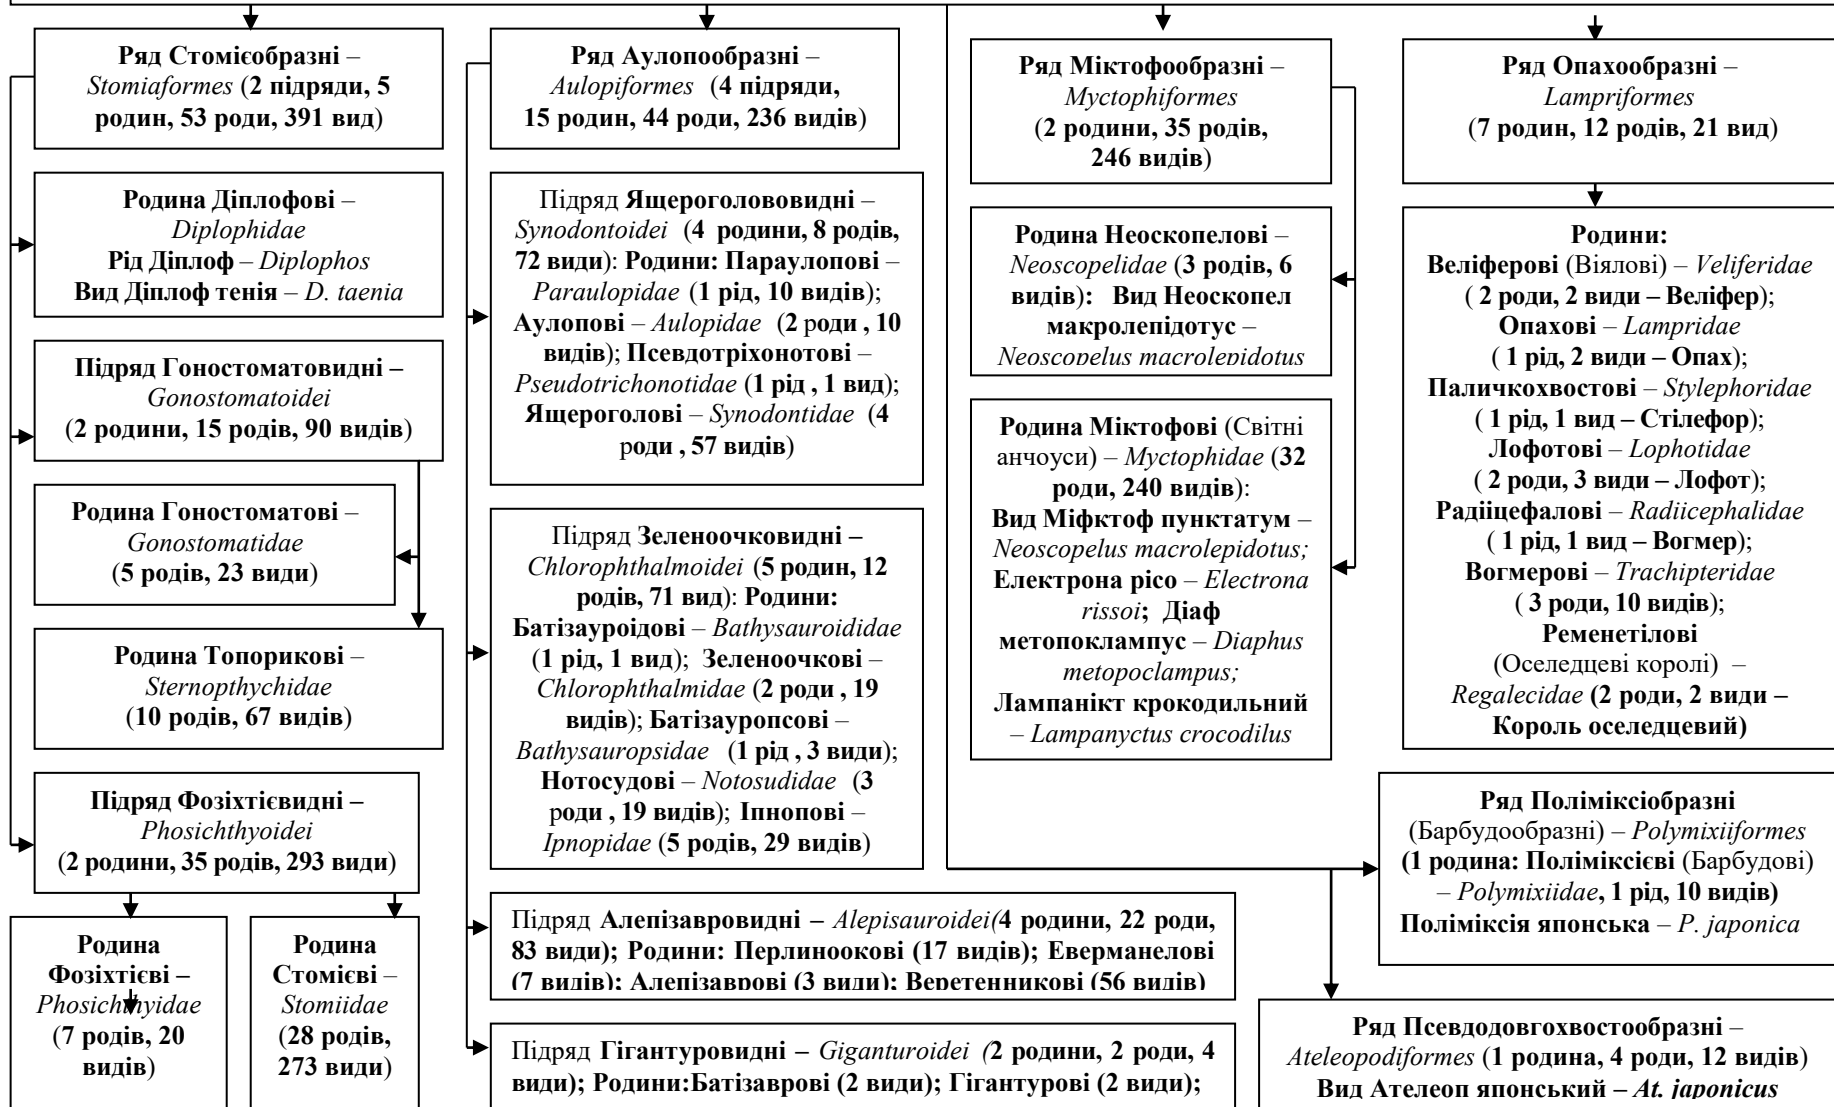 Ряд Стомієобразні –
Stomiaformes (2 підряди, 5
родин, 53 роди, 391 вид)
Родина Діплофові –
Diplophidae
Рід Діплоф – Diplophos
Вид Діплоф тенія – D. taenia
Підряд Гоностоматовидні –
Gonostomatoidei
(2 родини, 15 родів, 90 видів)
Родина Гоностоматові –
Gonostomatidae
(5 родів, 23 види)
Родина Топорикові –
Sternopthychidae
(10 родів, 67 видів)
Підряд Фозіхтієвидні –
Phosichthyoidei
(2 родини, 35 родів, 293 види)
Родина
Фозіхтієві –
Phosichthyidae
(7 родів, 20
видів)
Родина
Стомієві –
Stomiidae
(28 родів,
273 види)
Ряд Аулопообразні –
Aulopiformes (4 підряди,
15 родин, 44 роди, 236 видів)
Підряд Ящероголововидні –
Synodontoidei (4 родини, 8 родів,
72 види): Родини: Параулопові –
Paraulopidae (1 рід, 10 видів);
Аулопові – Aulopidae (2 роди , 10
видів); Псевдотріхонотові –
Pseudotrichonotidae (1 рід , 1 вид);
Ящероголові – Synodontidae (4
роди , 57 видів)
Підряд Зеленоочковидні –
Chlorophthalmoidei (5 родин, 12
родів, 71 вид): Родини:
Батізауроідові – Bathysauroididae
(1 рід, 1 вид); Зеленоочкові –
Chlorophthalmidae (2 роди , 19
видів); Батізауропсові –
Bathysauropsidae (1 рід , 3 види);
Нотосудові – Notosudidae (3
роди , 19 видів); Іпнопові –
Ipnopidae (5 родів, 29 видів)
Підряд Алепізавровидні – Alepisauroidei(4 родини, 22 роди,
83 види); Родини: Перлиноокові (17 видів); Еверманелові
(7 видів); Алепізаврові (3 види); Веретенникові (56 видів)
Підряд Гігантуровидні – Giganturoidei (2 родини, 2 роди, 4
види); Родини:Батізаврові (2 види); Гігантурові (2 види);
Ряд Міктофообразні –
Myctophiformes
(2 родини, 35 родів,
246 видів)
Родина Неоскопелові –
Neoscopelidae (3 родів, 6
видів): Вид Неоскопел
макролепідотус –
Neoscopelus macrolepidotus
Родина Міктофові (Світні
анчоуси) – Myctophidae (32
роди, 240 видів):
Вид Міфктоф пунктатум –
Neoscopelus macrolepidotus;
Електрона рісо – Electrona
rissoi; Діаф
метопоклампус – Diaphus
metopoclampus;
Лампанікт крокодильний
– Lampanyctus crocodilus
Ряд Опахообразні –
Lampriformes
(7 родин, 12 родів, 21 вид)
Родини:
Веліферові (Віялові) – Veliferidae
( 2 роди, 2 види – Веліфер);
Опахові – Lampridae
( 1 рід, 2 види – Опах);
Паличкохвостові – Stylephoridae
( 1 рід, 1 вид – Стілефор);
Лофотові – Lophotidae
( 2 роди, 3 види – Лофот);
Радііцефалові – Radiicephalidae
( 1 рід, 1 вид – Вогмер);
Вогмерові – Trachipteridae
( 3 роди, 10 видів);
Ременетілові
(Оселедцеві королі) –
Regalecidae (2 роди, 2 види –
Король оселедцевий)
Ряд Поліміксіобразні
(Барбудообразні) – Polymixiiformes
(1 родина: Поліміксієві (Барбудові)
– Polymixiidae, 1 рід, 10 видів)
Поліміксія японська – P. japonica
Ряд Псевдодовгохвостообразні –
Ateleopodiformes (1 родина, 4 роди, 12 видів)
Вид Ателеоп японський – At. japonicus